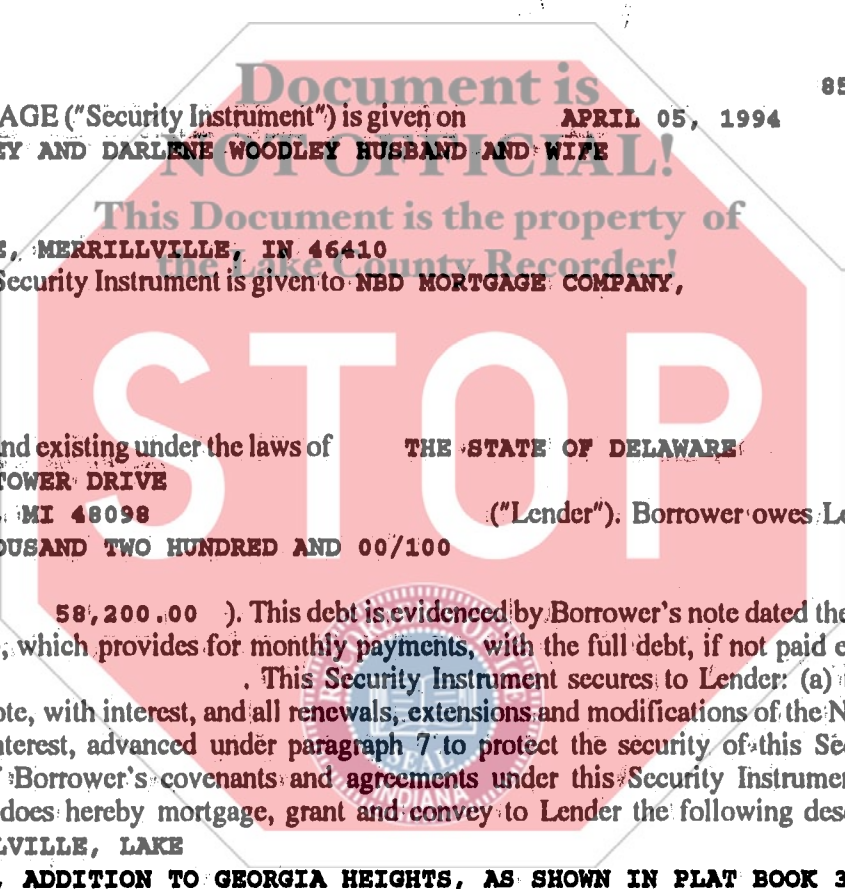 Document is
85
AGE ("Security Instrument") is given on APRIL 05, 1994
EY AND DARLENE WOODLEY HUSBAND AND WIFE
NOT OFFICIAL!
This Document is the property of
E, MERRILLVILLE, IN 46410
the Lake County Recorder!
Security Instrument is given to NBD MORTGAGE COMPANY,
STOP
nd existing under the laws of THE STATE OF DELAWARE
TOWER DRIVE
, MI 48098 ("Lender"). Borrower owes Le
OUSAND TWO HUNDRED AND 00/100
58,200.00 ). This debt is evidenced by Borrower's note dated the
, which provides for monthly payments, with the full debt, if not paid e
. This Security Instrument secures to Lender: (a)
ote, with interest, and all renewals, extensions and modifications of the N
nterest, advanced under paragraph 7 to protect the security of this Sec
f Borrower's covenants and agreements under this Security Instrumen
does hereby mortgage, grant and convey to Lender the following desc
SEAL
INDIANA
LVILLE, LAKE
, ADDITION TO GEORGIA HEIGHTS, AS SHOWN IN PLAT BOOK 3